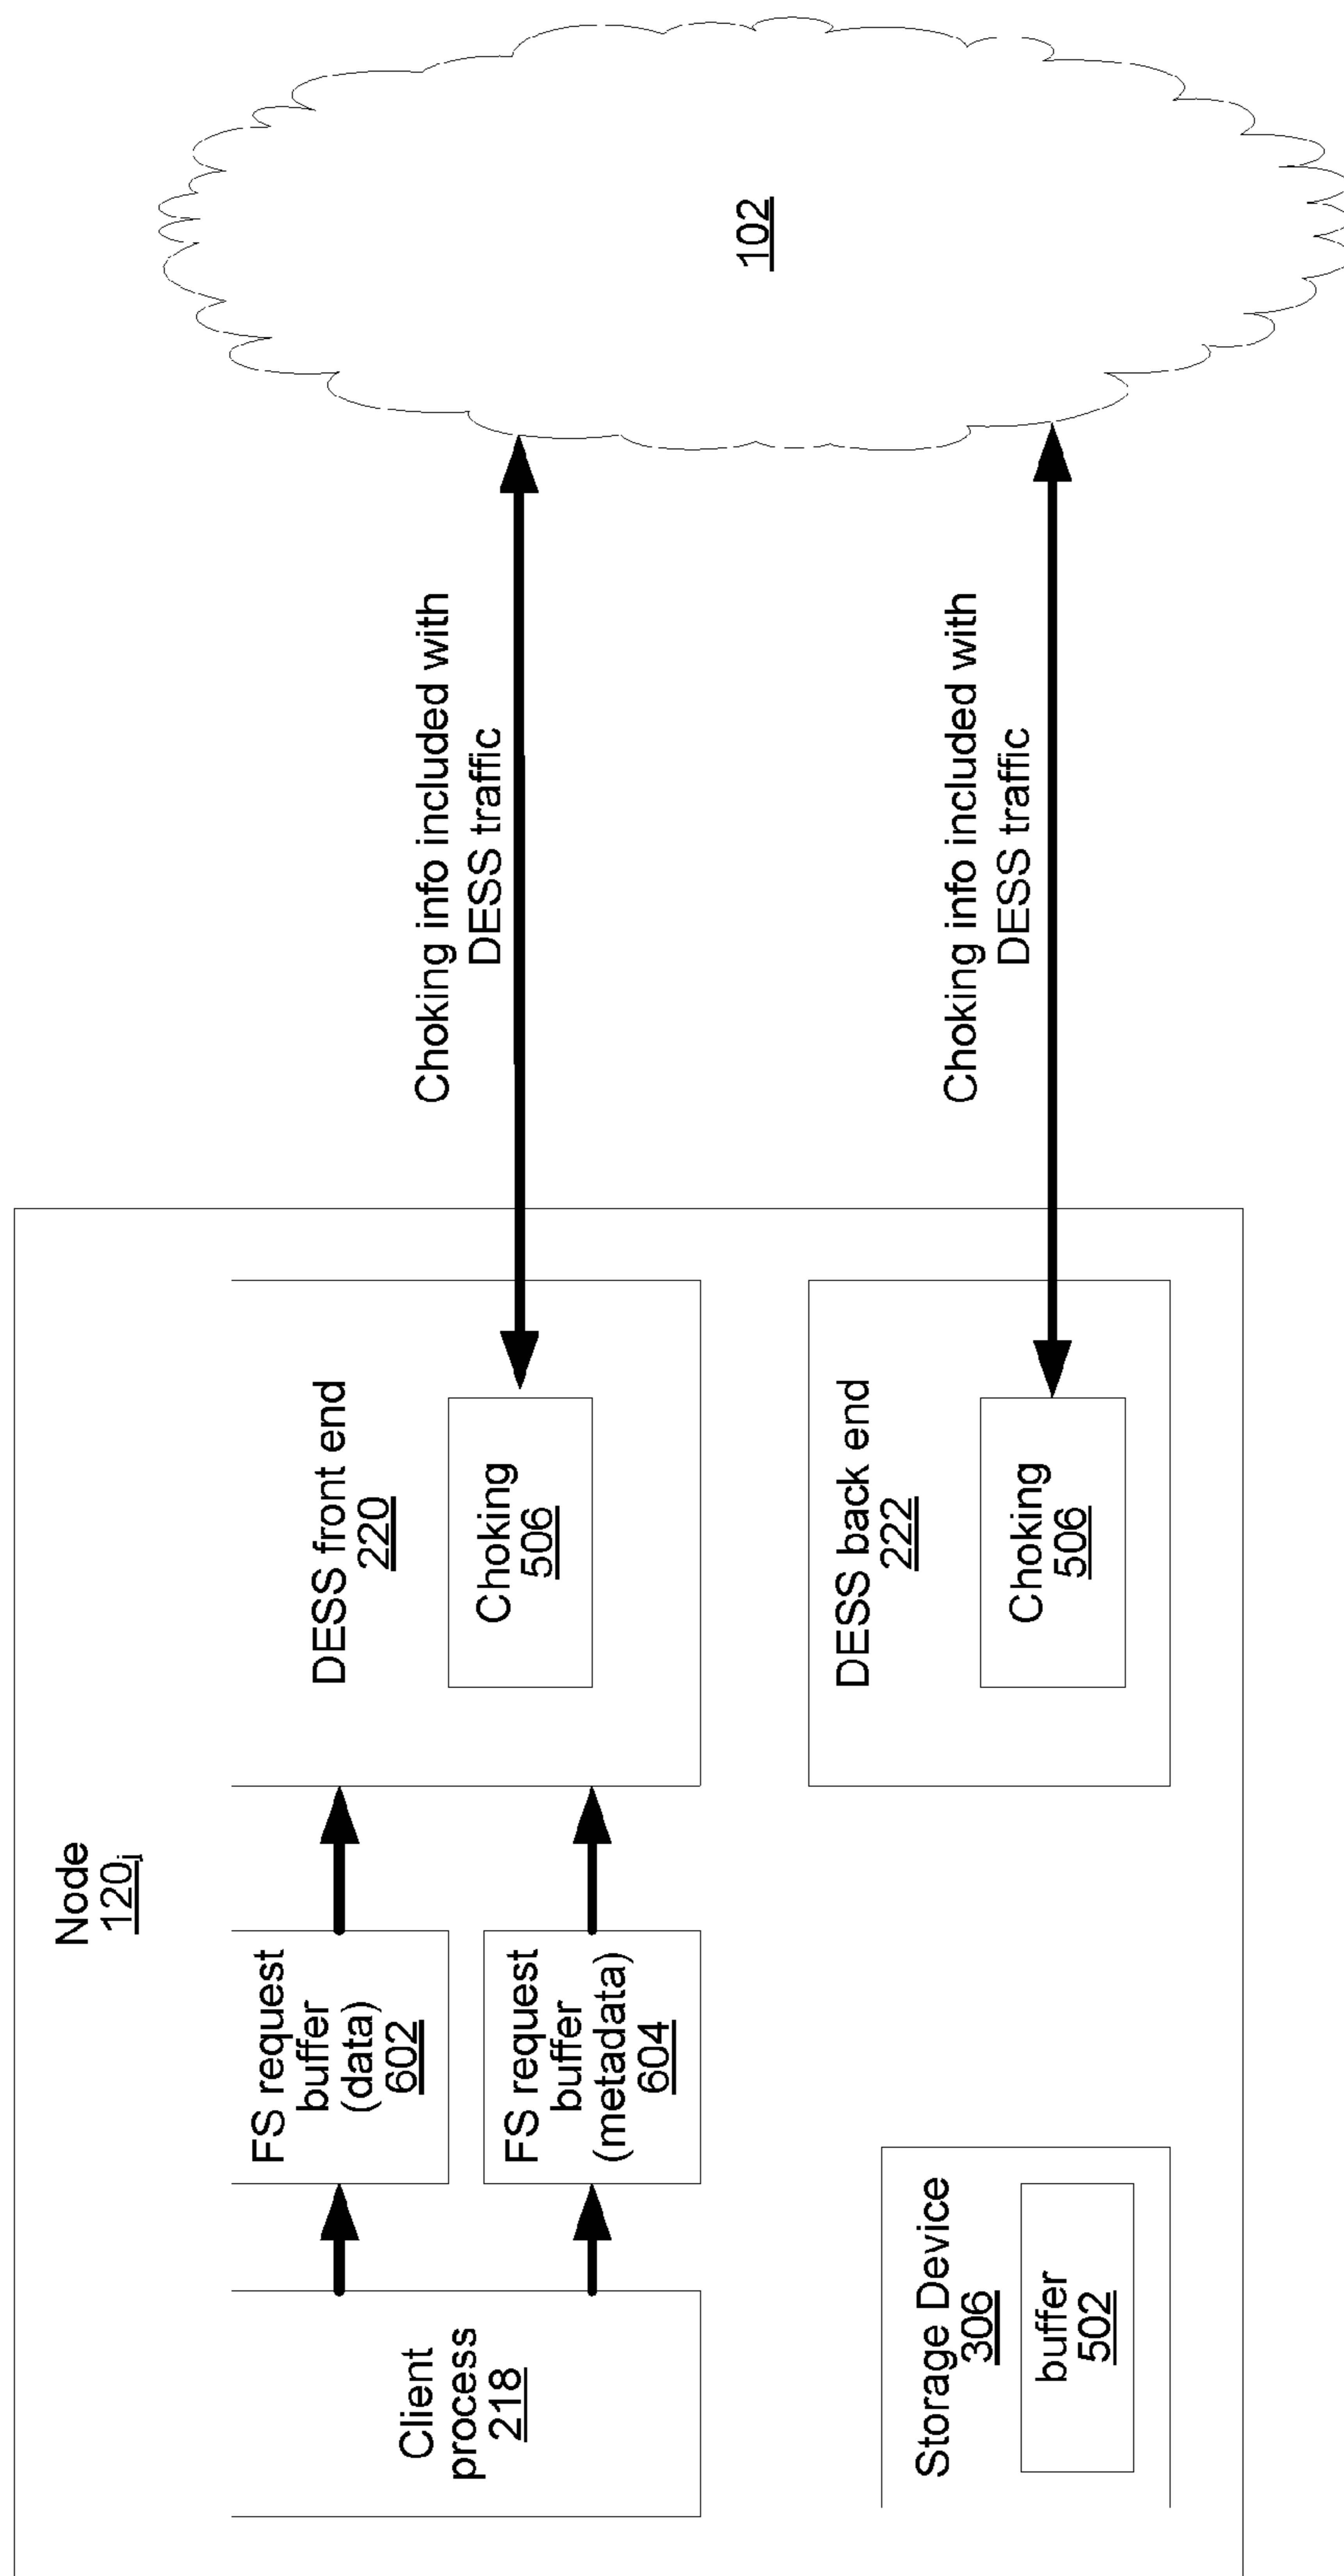 Node
120i
Client
process
218
FS request
buffer
(data)
602
FS request
buffer
(metadata)
604
DESS front end
220
Choking
506
Choking info included with
DESS traffic
102
Storage Device
306
buffer
502
DESS back end
222
Choking
506
Choking info included with
DESS traffic